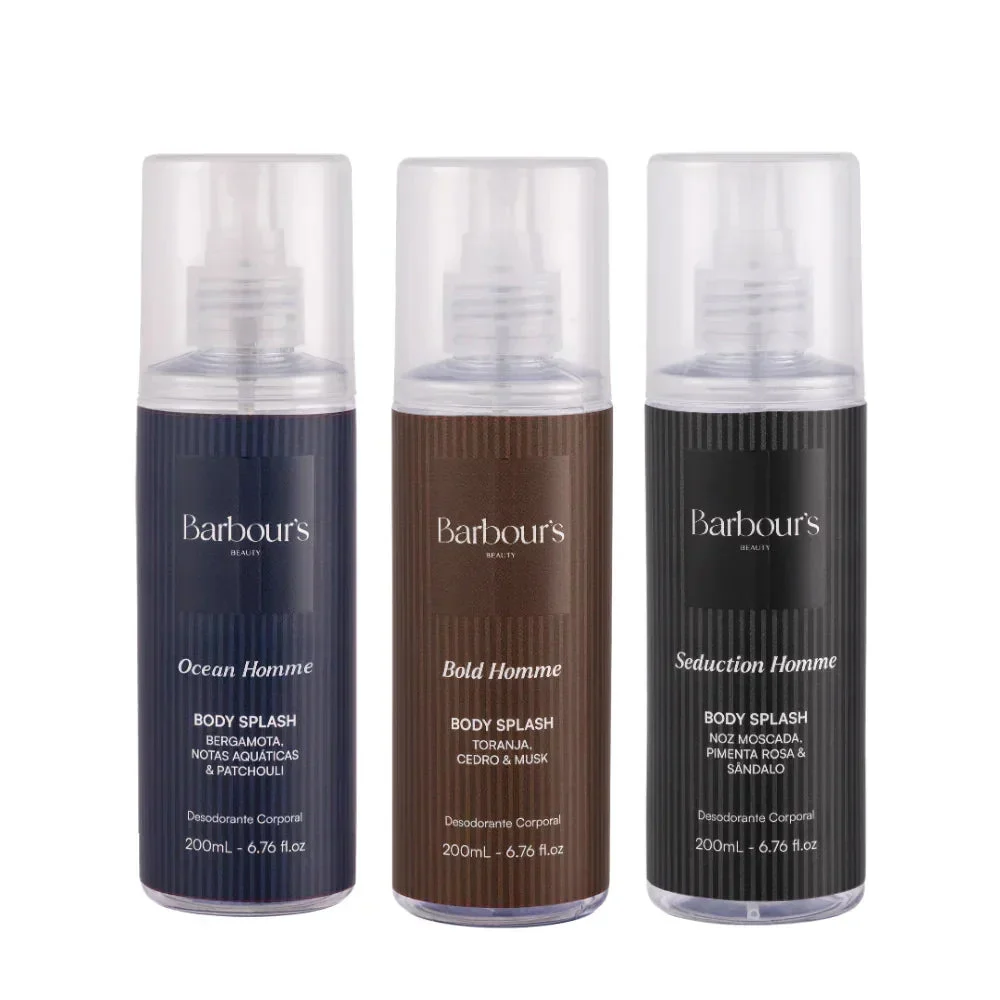 Barbour's
BEAUTY
Ocean Homme
BODY SPLASH
BERGAMOTA,
NOTAS AQUÁTICAS
& PATCHOULI
Desodorante Corporal
200mL - 6.76 fl.oz
Barbour's
BEAUTY
Bold Homme
BODY SPLASH
TORANJA,
CEDRO & MUSK
Desodorante Corporal
200mL - 6.76 fl.oz
Barbour's
BEAUTY
Seduction Homme
BODY SPLASH
NOZ MOSCADA,
PIMENTA ROSA &
SÂNDALO
Desodorante Corporal
200mL - 6.76 fl.oz